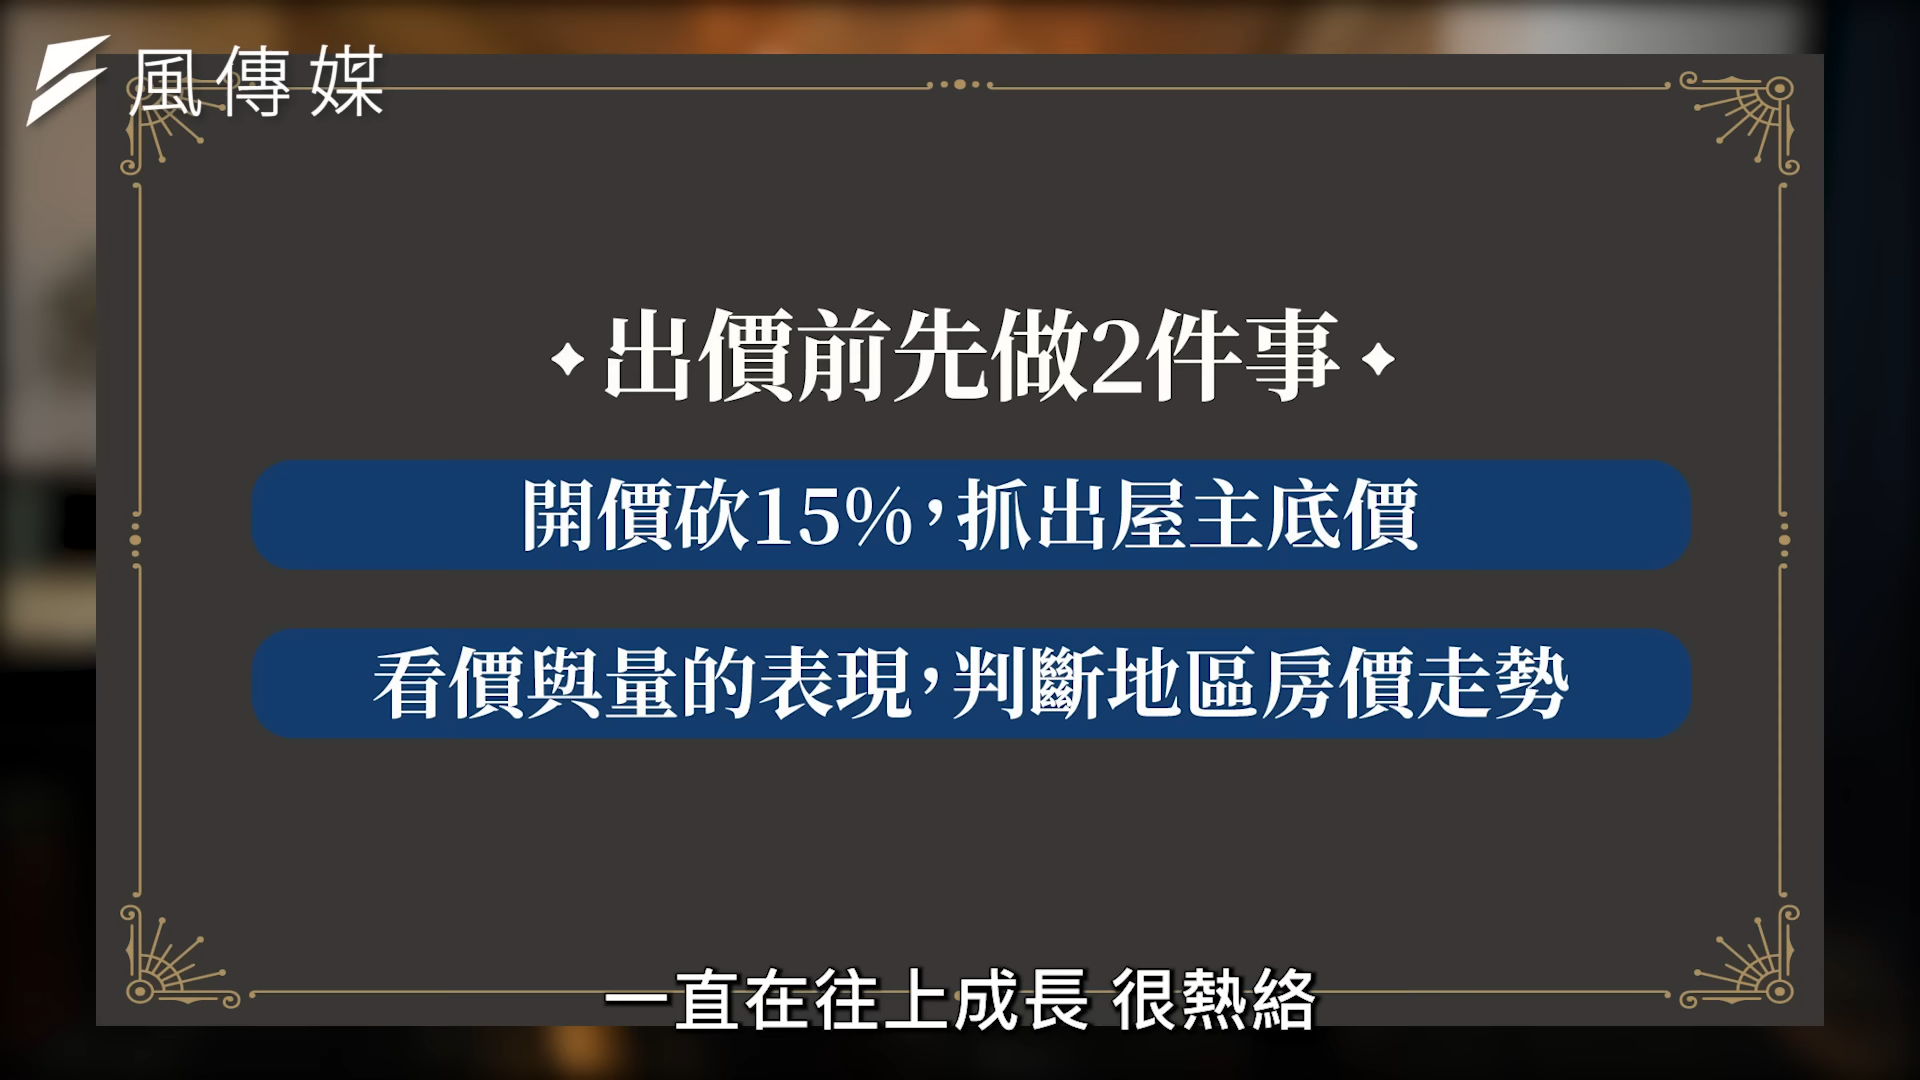 風傳媒
出價前先做2件事
開價砍15%，抓出屋主底價
看價與量的表現，判斷地區房價走勢
一直在往上成長 很熱絡